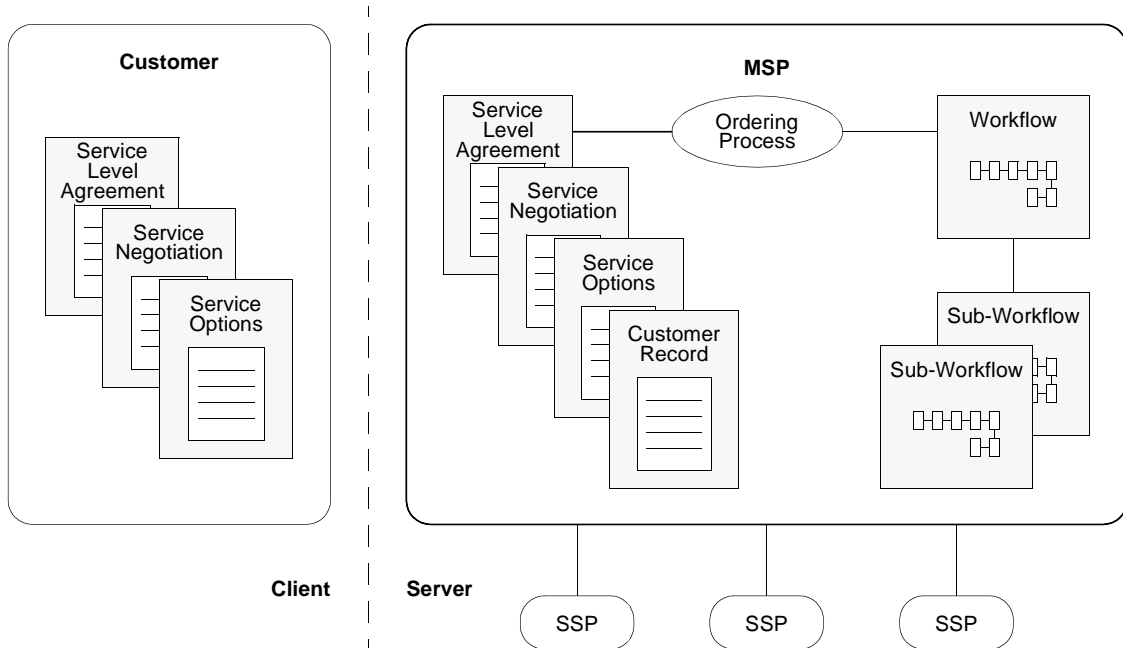 Customer
Service
Level
Agreement
Service
Negotiation
Service
Options
MSP
Service
Level
Agreement
Service
Negotiation
Service
Options
Customer
Record
Ordering
Process
Workflow
Sub-Workflow
Sub-Workflow
Client
Server
SSP
SSP
SSP